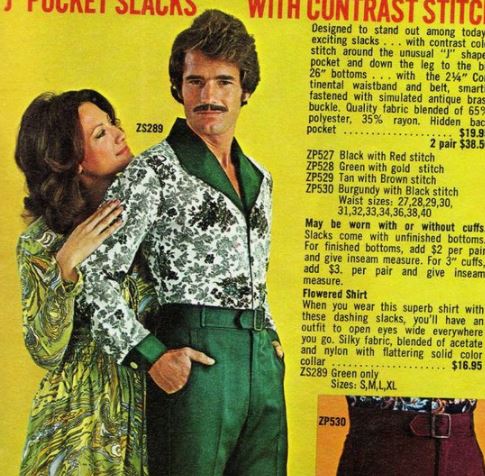 POCKET SLACKS WITH CONTRAST STITCH
Designed to stand out among today
exciting slacks . . . with contrast col
stitch around the unusual "J" shape
pocket and down the leg to the b
26" bottoms . . . with the 2¼" Co
tinental waistband and belt, smart
fastened with simulated antique bras
buckle. Quality fabric blended of 65%
polyester, 35% rayon. Hidden bac
pocket ................... $19.9
2 pair $38.5
ZS289
ZP527 Black with Red stitch
ZP528 Green with gold stitch
ZP529 Tan with Brown stitch
ZP530 Burgundy with Black stitch
Waist sizes: 27,28,29,30,
31,32,33,34,36,38,40
May be worn with or without cuffs
Slacks come with unfinished bottoms.
For finished bottoms, add $2 per pair
and give inseam measure. For 3" cuffs,
add $3. per pair and give inseam
measure.
Flowered Shirt
When you wear this superb shirt with
these dashing slacks, you'll have an
outfit to open eyes wide everywhere
you go. Silky fabric, blended of acetate
and nylon with flattering solid color
collar .................... $16.95
ZS289 Green only
Sizes: S,M,L,XL
ZP530